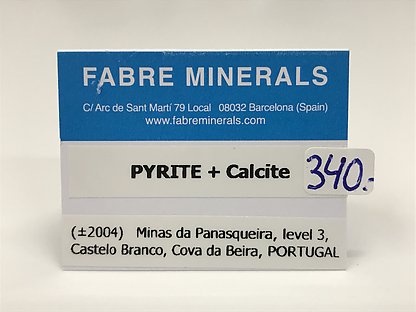 FABRE MINERALS
C/ Arc de Sant Martí 79 Local 08032 Barcelona (Spain)
www.fabreminerals.com
PYRITE + Calcite 340.-
(±2004) Minas da Panasqueira, level 3,
Castelo Branco, Cova da Beira, PORTUGAL